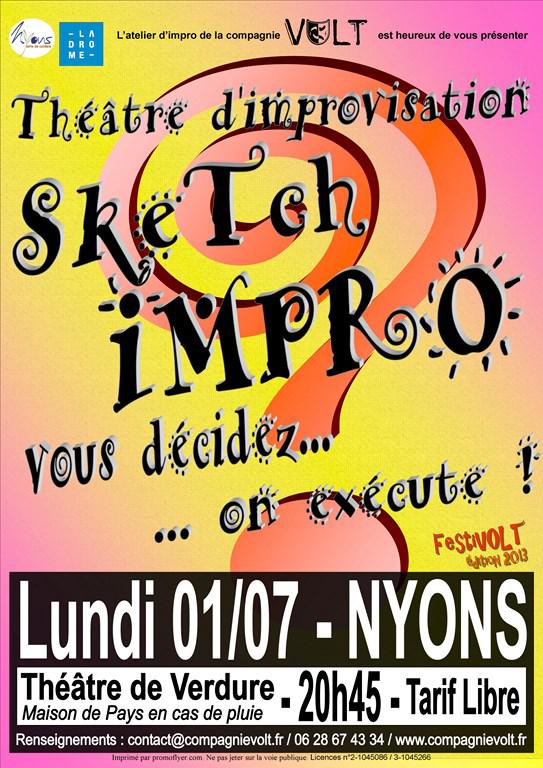 Nyons
LA
DRO
ME
L'atelier d'impro de la compagnie VOLT est heureux de vous présenter
Théâtre d'improvisation
SkeTch
iMPRO
vous décidez...
... on exécute !
FestiVOLT
édition 2013
Lundi 01/07 - NYONS
Théâtre de Verdure - 20h45 - Tarif Libre
Maison de Pays en cas de pluie
Renseignements : contact@compagnievolt.fr / 06 28 67 43 34 / www.compagnievolt.fr
Imprimé par promoflyer.com. Ne pas jeter sur la voie publique. Licences n°2-1045086 / 3-1045266